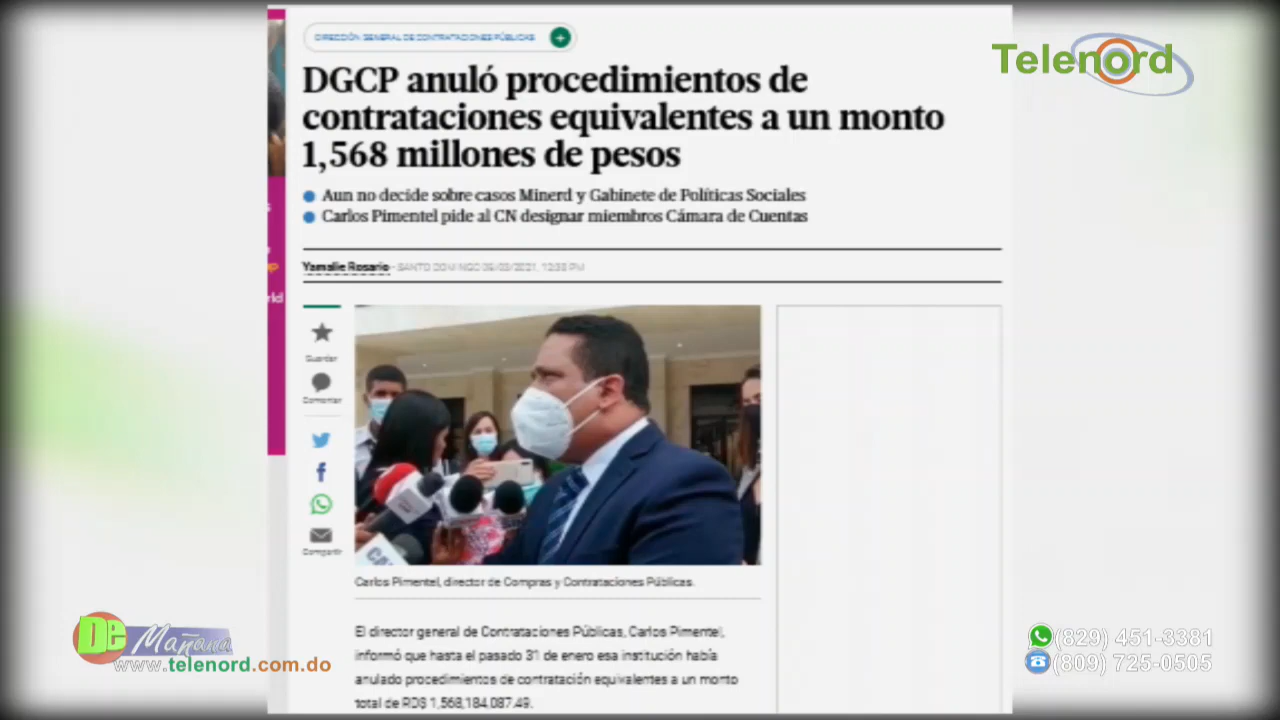 DIRECCIÓN GENERAL DE CONTRATACIONES PÚBLICAS
Telenord
DGCP anuló procedimientos de
contrataciones equivalentes a un monto
1,568 millones de pesos
Aun no decide sobre casos Minerd y Gabinete de Políticas Sociales
Carlos Pimentel pide al CN designar miembros Cámara de Cuentas
Yamalie Rosario - SANTO DOMINGO
Guardar
Comentar
Compartir
Carlos Pimentel, director de Compras y Contrataciones Públicas.
El director general de Contrataciones Públicas, Carlos Pimentel,
informó que hasta el pasado 31 de enero esa institución había
anulado procedimientos de contratación equivalentes a un monto
total de RD$ 1,568,184,087.49.
De Mañana
www.telenord.com.do
(829) 451-3381
(809) 725-0505